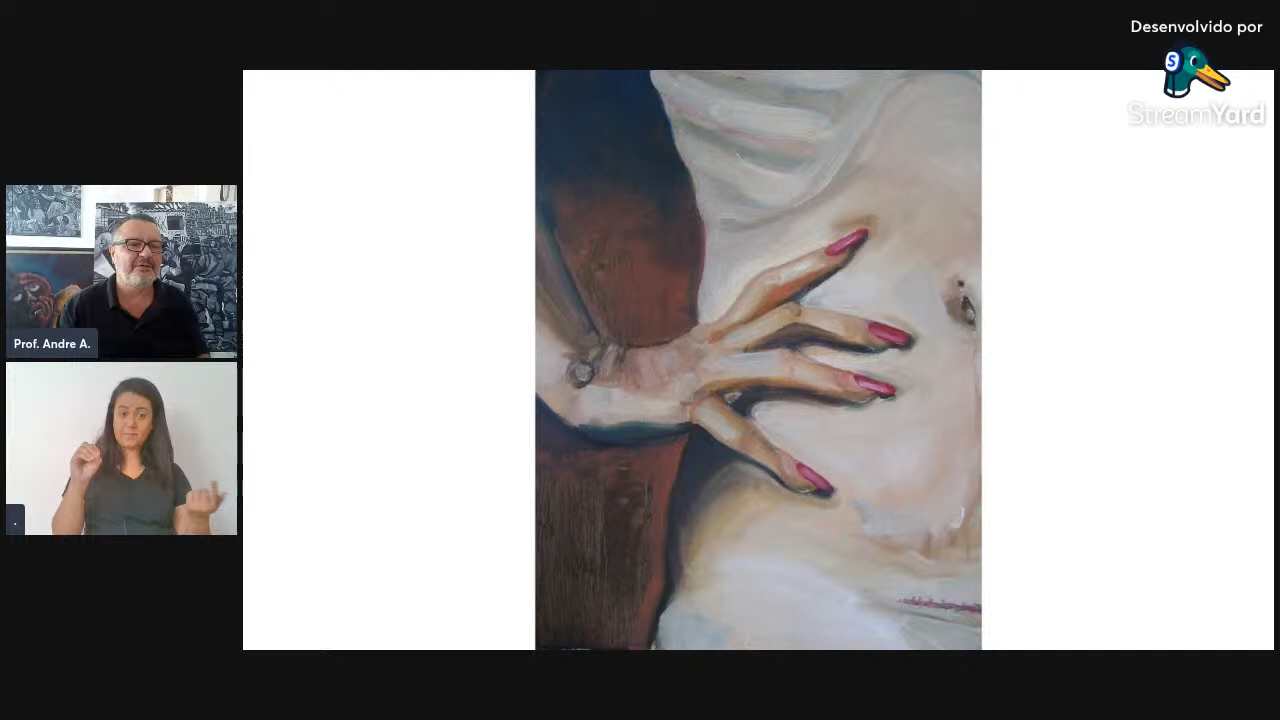 Desenvolvido por
S
StreamYard
Prof. Andre A.
.